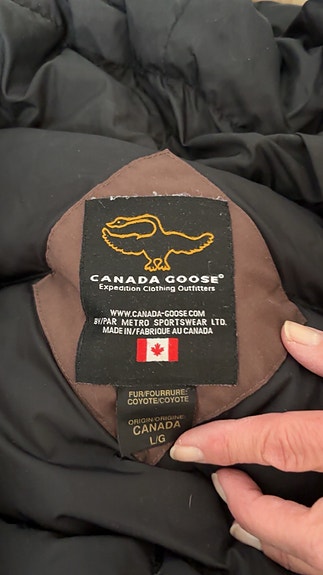 CANADA GOOSE®
Expedition Clothing Outfitters
WWW.CANADA-GOOSE.COM
BY/PAR METRO SPORTSWEAR LTD.
MADE IN/FABRIQUE AU CANADA
FUR/FOURRURE:
COYOTE/COYOTE
ORIGIN/ORIGINE:
CANADA
L/G